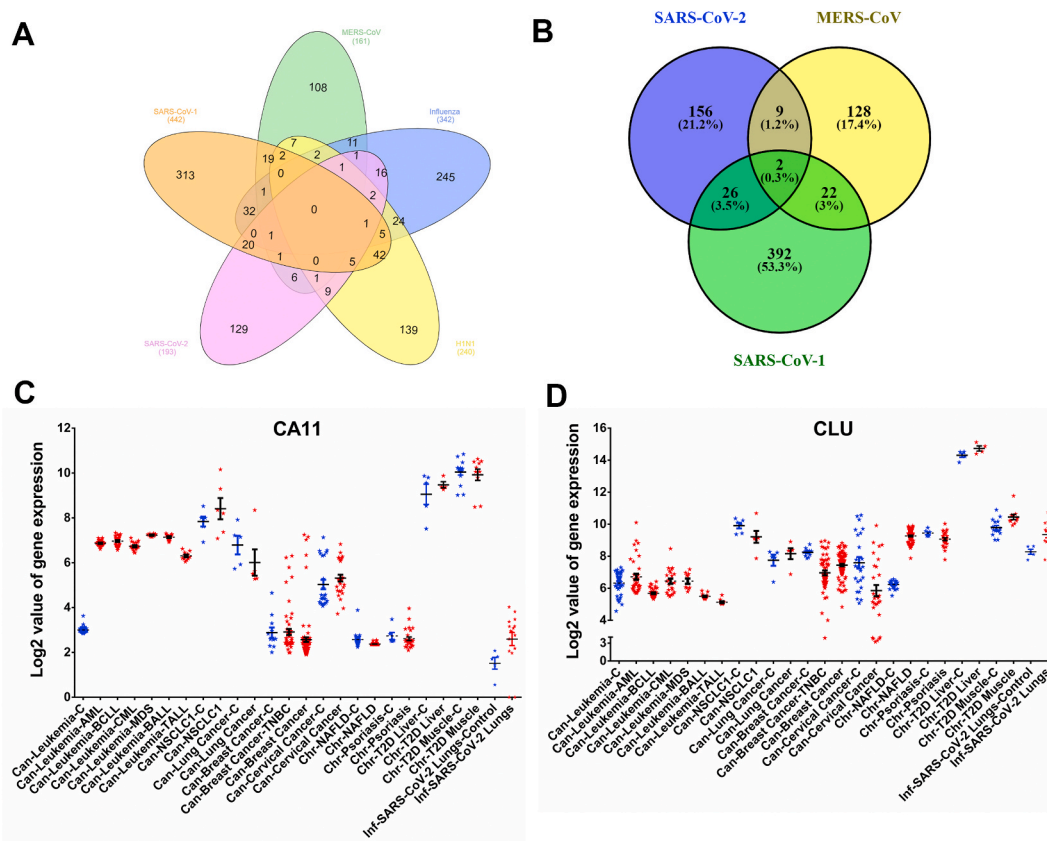 A
MERS-CoV
(161)
SARS-CoV-1
(442)
Influenza
(342)
SARS-CoV-2
(193)
H1N1
(240)
108
7
11
2
2
1
19
0
1
16
313
245
1
2
32
0
1
24
0
1
5
20
42
1
0
5
6
1
9
129
139
B
SARS-CoV-2
MERS-CoV
156
(21.2%)
9
(1.2%)
128
(17.4%)
2
(0.3%)
26
(3.5%)
22
(3%)
392
(53.3%)
SARS-CoV-1
C
CA11
Log2 value of gene expression
12
10
8
6
4
2
0
Can-Leukemia-C
Can-Leukemia-AML
Can-Leukemia-BCLL
Can-Leukemia-CML
Can-Leukemia-MDS
Can-Leukemia-BALL
Can-Leukemia-TALL
Can-NSCLC1-C
Can-NSCLC1
Can-Lung Cancer-C
Can-Lung Cancer
Can-Breast Cancer-C
Can-Breast Cancer-TNBC
Can-Breast Cancer
Can-Cervical Cancer-C
Can-Cervical Cancer
Chr-NAFLD-C
Chr-NAFLD
Chr-Psoriasis-C
Chr-Psoriasis
Chr-T2D Liver-C
Chr-T2D Liver
Chr-T2D Muscle-C
Chr-T2D Muscle
Inf-SARS-CoV2 Lungs-Control
Inf-SARS-CoV-2 Lungs
D
CLU
Log2 value of gene expression
16
14
12
10
8
6
4
3
2
1
0
Can-Leukemia-C
Can-Leukemia-AML
Can-Leukemia-BCLL
Can-Leukemia-CML
Can-Leukemia-MDS
Can-Leukemia-BALL
Can-Leukemia-TALL
Can-NSCLC1-C
Can-NSCLC1
Can-Lung Cancer-C
Can-Lung Cancer
Can-Breast Cancer-C
Can-Breast Cancer-TNBC
Can-Breast Cancer
Can-Cervical Cancer-C
Can-Cervical Cancer
Chr-NAFLD-C
Chr-NAFLD
Chr-Psoriasis-C
Chr-Psoriasis
Chr-T2D Liver-C
Chr-T2D Liver
Chr-T2D Muscle-C
Chr-T2D Muscle
Inf-SARS-CoV2 Lungs-Control
Inf-SARS-CoV-2 Lungs